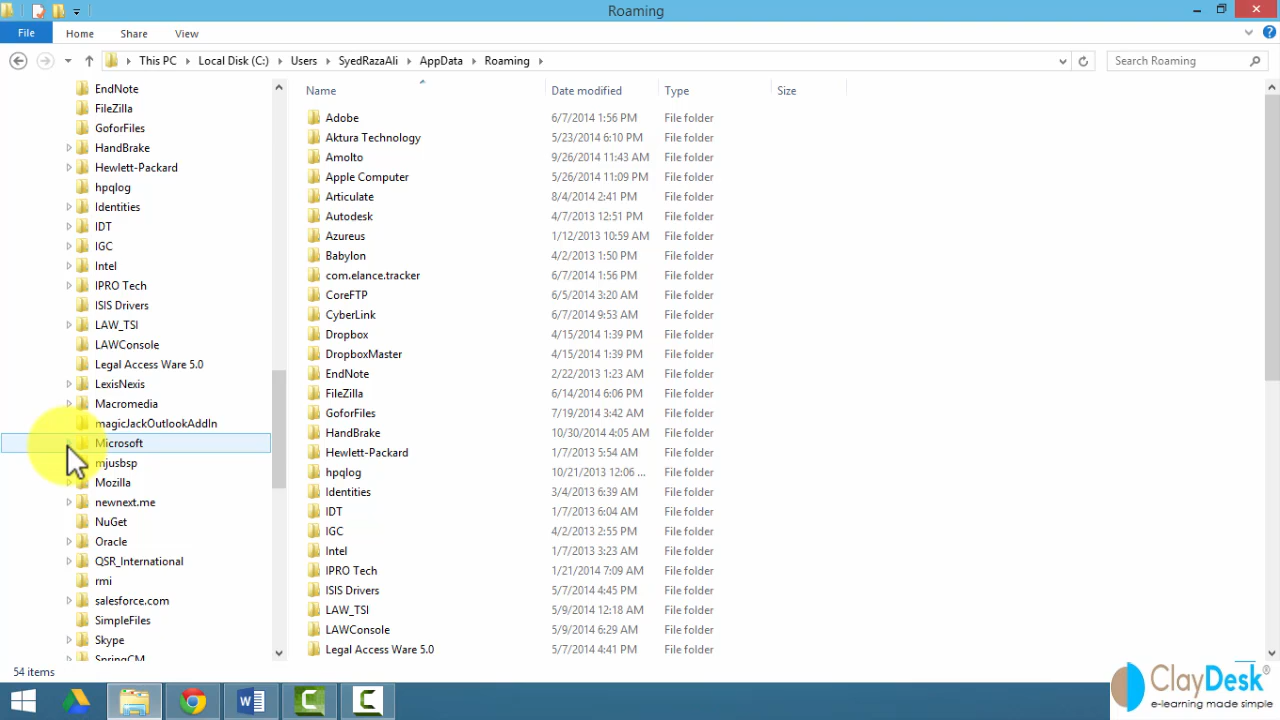 Roaming
File Home Share View
This PC Local Disk (C:) Users SyedRazaAli AppData Roaming
Search Roaming
EndNote
FileZilla
GoforFiles
HandBrake
Hewlett-Packard
hpqlog
Identities
IDT
IGC
Intel
IPRO Tech
ISIS Drivers
LAW_TSI
LAWConsole
Legal Access Ware 5.0
LexisNexis
Macromedia
magicJackOutlookAddIn
Microsoft
mjusbsp
Mozilla
newnext.me
NuGet
Oracle
QSR_International
rmi
salesforce.com
SimpleFiles
Skype
SpringCM
Name Date modified Type Size
Adobe 6/7/2014 1:56 PM File folder
Aktura Technology 5/23/2014 6:10 PM File folder
Amolto 9/26/2014 11:43 AM File folder
Apple Computer 5/26/2014 11:09 PM File folder
Articulate 8/4/2014 2:41 PM File folder
Autodesk 4/7/2013 12:51 PM File folder
Azureus 1/12/2013 10:59 AM File folder
Babylon 4/2/2013 1:50 PM File folder
com.elance.tracker 6/7/2014 1:56 PM File folder
CoreFTP 6/5/2014 3:20 AM File folder
CyberLink 6/7/2014 9:53 AM File folder
Dropbox 4/15/2014 1:39 PM File folder
DropboxMaster 4/15/2014 1:39 PM File folder
EndNote 2/22/2013 1:23 AM File folder
FileZilla 6/14/2014 6:06 PM File folder
GoforFiles 7/19/2014 3:42 AM File folder
HandBrake 10/30/2014 4:05 AM File folder
Hewlett-Packard 1/7/2013 5:54 AM File folder
hpqlog 10/21/2013 12:06 ... File folder
Identities 3/4/2013 6:39 AM File folder
IDT 1/7/2013 6:04 AM File folder
IGC 4/2/2013 2:55 PM File folder
Intel 1/7/2013 3:23 AM File folder
IPRO Tech 1/21/2014 7:09 AM File folder
ISIS Drivers 5/7/2014 4:45 PM File folder
LAW_TSI 5/9/2014 12:18 AM File folder
LAWConsole 5/9/2014 6:29 AM File folder
Legal Access Ware 5.0 5/7/2014 4:41 PM File folder
54 items
ClayDesk®
e-learning made simple